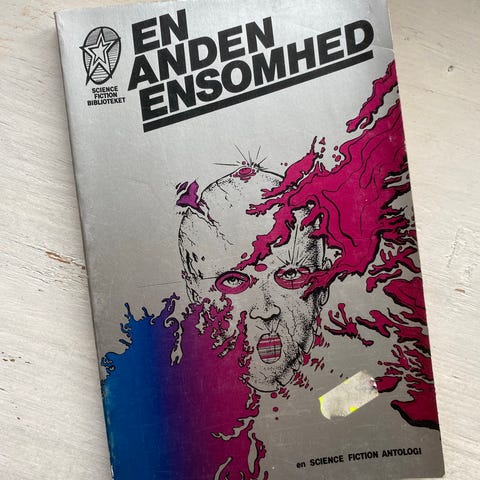 EN
ANDEN
ENSOMHED
SCIENCE
FICTION
BIBLIOTEKET
en SCIENCE FICTION ANTOLOGI